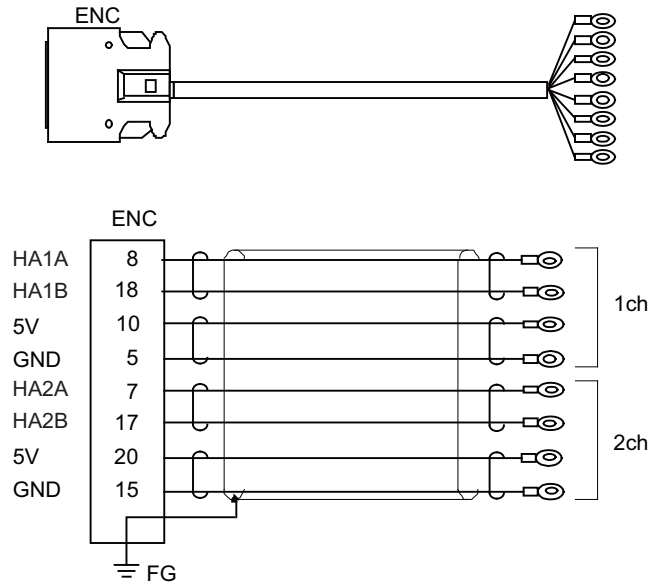 ENC
ENC
HA1A 8
HA1B 18
1ch
5V 10
GND 5
HA2A 7
HA2B 17
2ch
5V 20
GND 15
FG